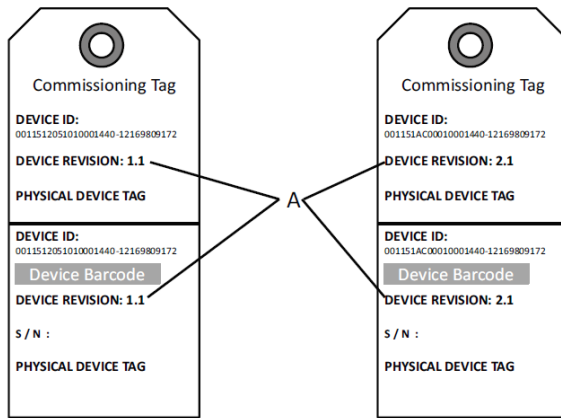 Commissioning Tag
DEVICE ID:
0011512051010001440-12169809172
DEVICE REVISION: 1.1
PHYSICAL DEVICE TAG
DEVICE ID:
0011512051010001440-12169809172
Device Barcode
DEVICE REVISION: 1.1
S / N :
PHYSICAL DEVICE TAG
A
Commissioning Tag
DEVICE ID:
001151AC00010001440-12169809172
DEVICE REVISION: 2.1
PHYSICAL DEVICE TAG
DEVICE ID:
001151AC00010001440-12169809172
Device Barcode
DEVICE REVISION: 2.1
S / N :
PHYSICAL DEVICE TAG